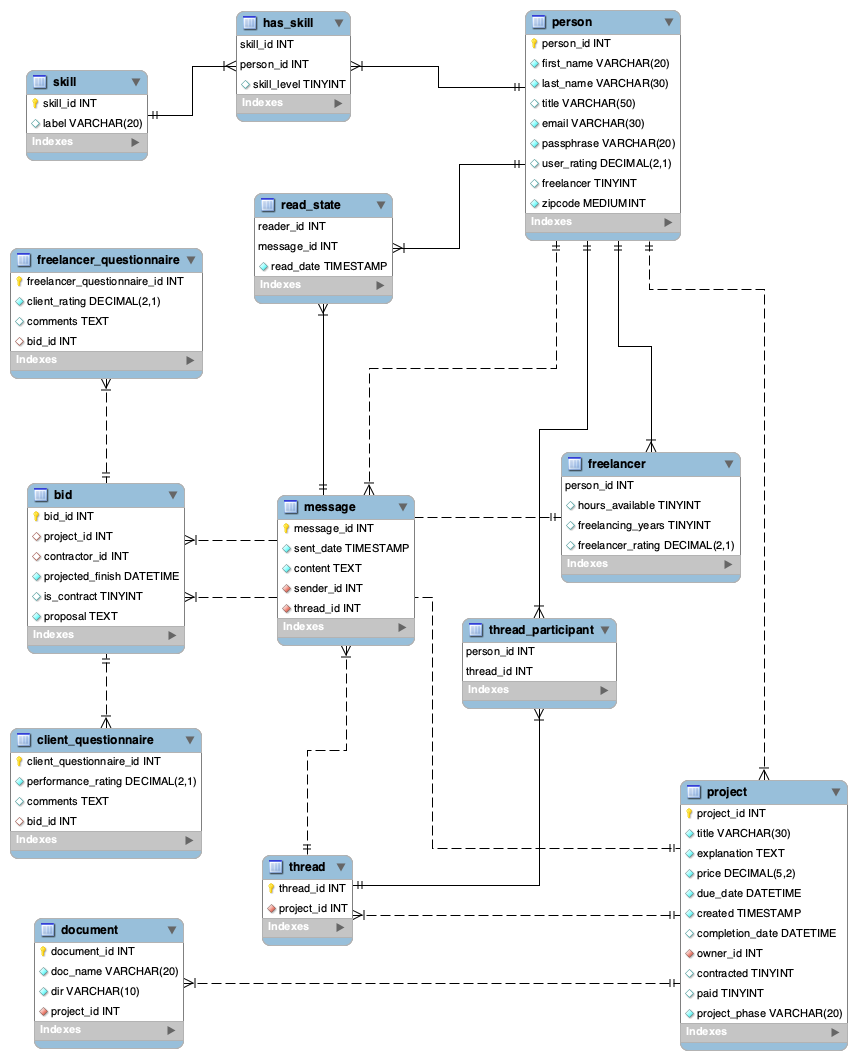 has_skill
skill_id INT
person_id INT
skill_level TINYINT
Indexes
person
person_id INT
first_name VARCHAR(20)
last_name VARCHAR(30)
title VARCHAR(50)
email VARCHAR(30)
passphrase VARCHAR(20)
user_rating DECIMAL(2,1)
freelancer TINYINT
zipcode MEDIUMINT
Indexes
skill
skill_id INT
label VARCHAR(20)
Indexes
read_state
reader_id INT
message_id INT
read_date TIMESTAMP
Indexes
freelancer_questionnaire
freelancer_questionnaire_id INT
client_rating DECIMAL(2,1)
comments TEXT
bid_id INT
Indexes
freelancer
person_id INT
hours_available TINYINT
freelancing_years TINYINT
freelancer_rating DECIMAL(2,1)
Indexes
bid
bid_id INT
project_id INT
contractor_id INT
projected_finish DATETIME
is_contract TINYINT
proposal TEXT
Indexes
message
message_id INT
sent_date TIMESTAMP
content TEXT
sender_id INT
thread_id INT
Indexes
thread_participant
person_id INT
thread_id INT
Indexes
client_questionnaire
client_questionnaire_id INT
performance_rating DECIMAL(2,1)
comments TEXT
bid_id INT
Indexes
project
project_id INT
title VARCHAR(30)
explanation TEXT
price DECIMAL(5,2)
due_date DATETIME
created TIMESTAMP
completion_date DATETIME
owner_id INT
contracted TINYINT
paid TINYINT
project_phase VARCHAR(20)
Indexes
thread
thread_id INT
project_id INT
Indexes
document
document_id INT
doc_name VARCHAR(20)
dir VARCHAR(10)
project_id INT
Indexes